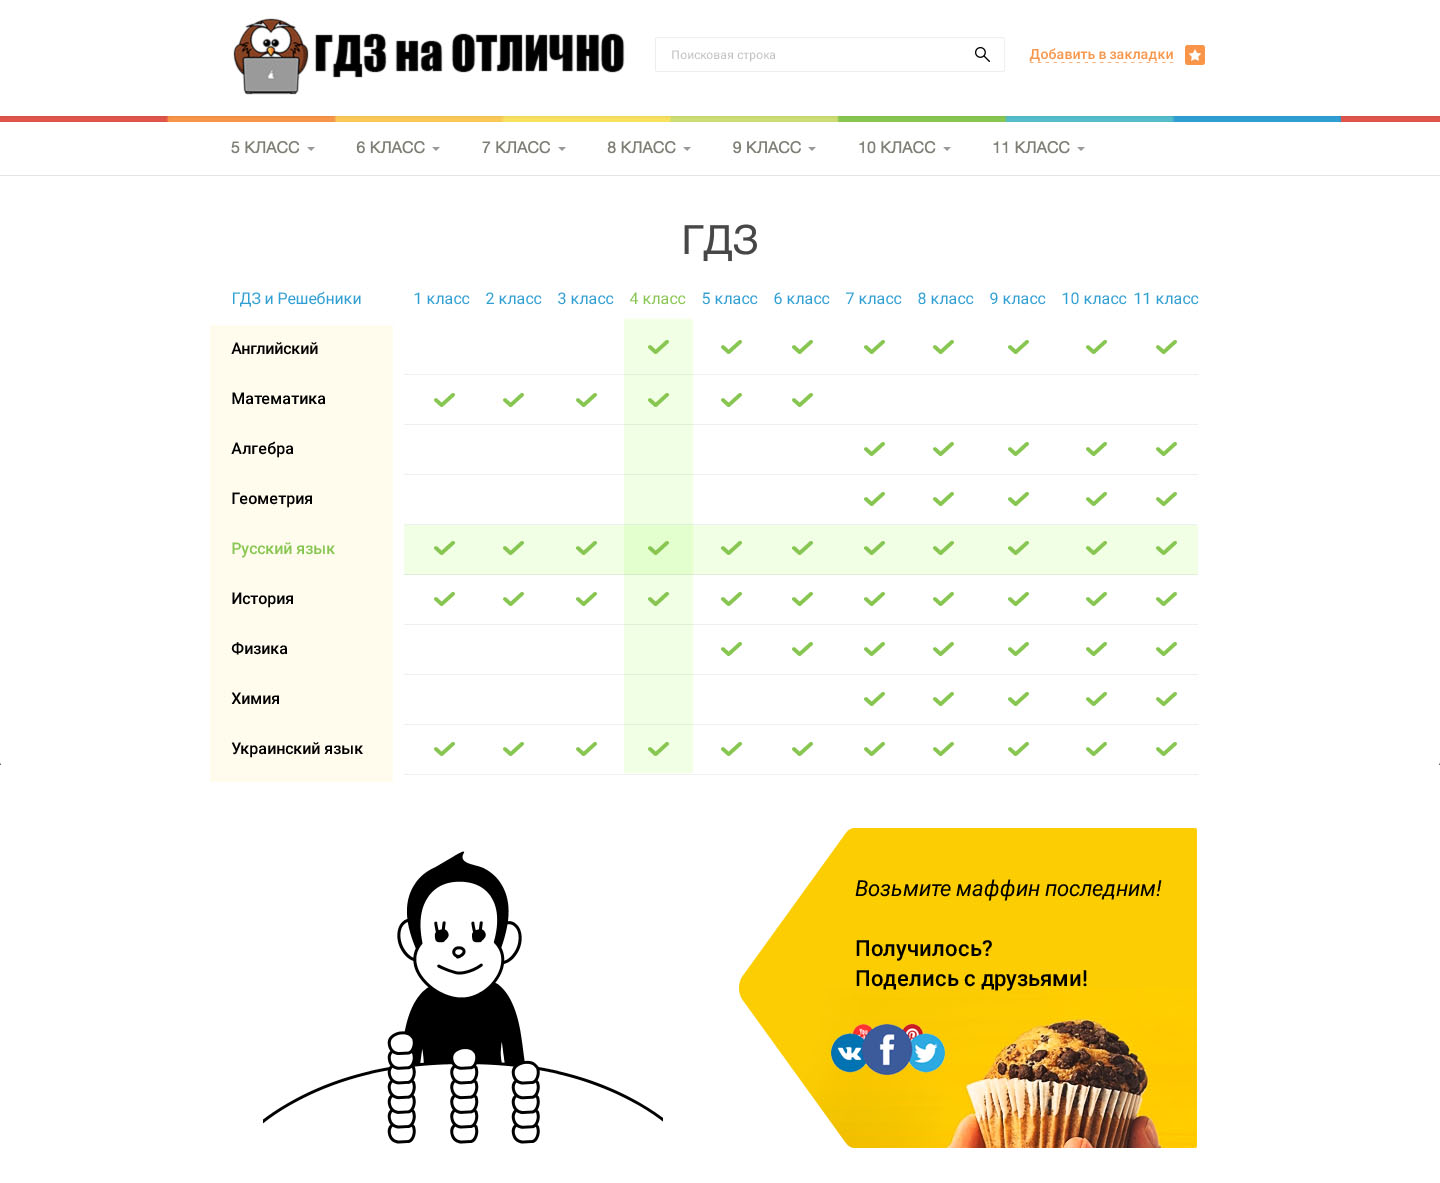 ГДЗ на ОТЛИЧНО
Поисковая строка
Добавить в закладки
5 КЛАСС 6 КЛАСС 7 КЛАСС 8 КЛАСС 9 КЛАСС 10 КЛАСС 11 КЛАСС
ГДЗ
ГДЗ и Решебники 1 класс 2 класс 3 класс 4 класс 5 класс 6 класс 7 класс 8 класс 9 класс 10 класс 11 класс
Английский
Математика
Алгебра
Геометрия
Русский язык
История
Физика
Химия
Украинский язык
Возьмите маффин последним!
Получилось?
Поделись с друзьями!